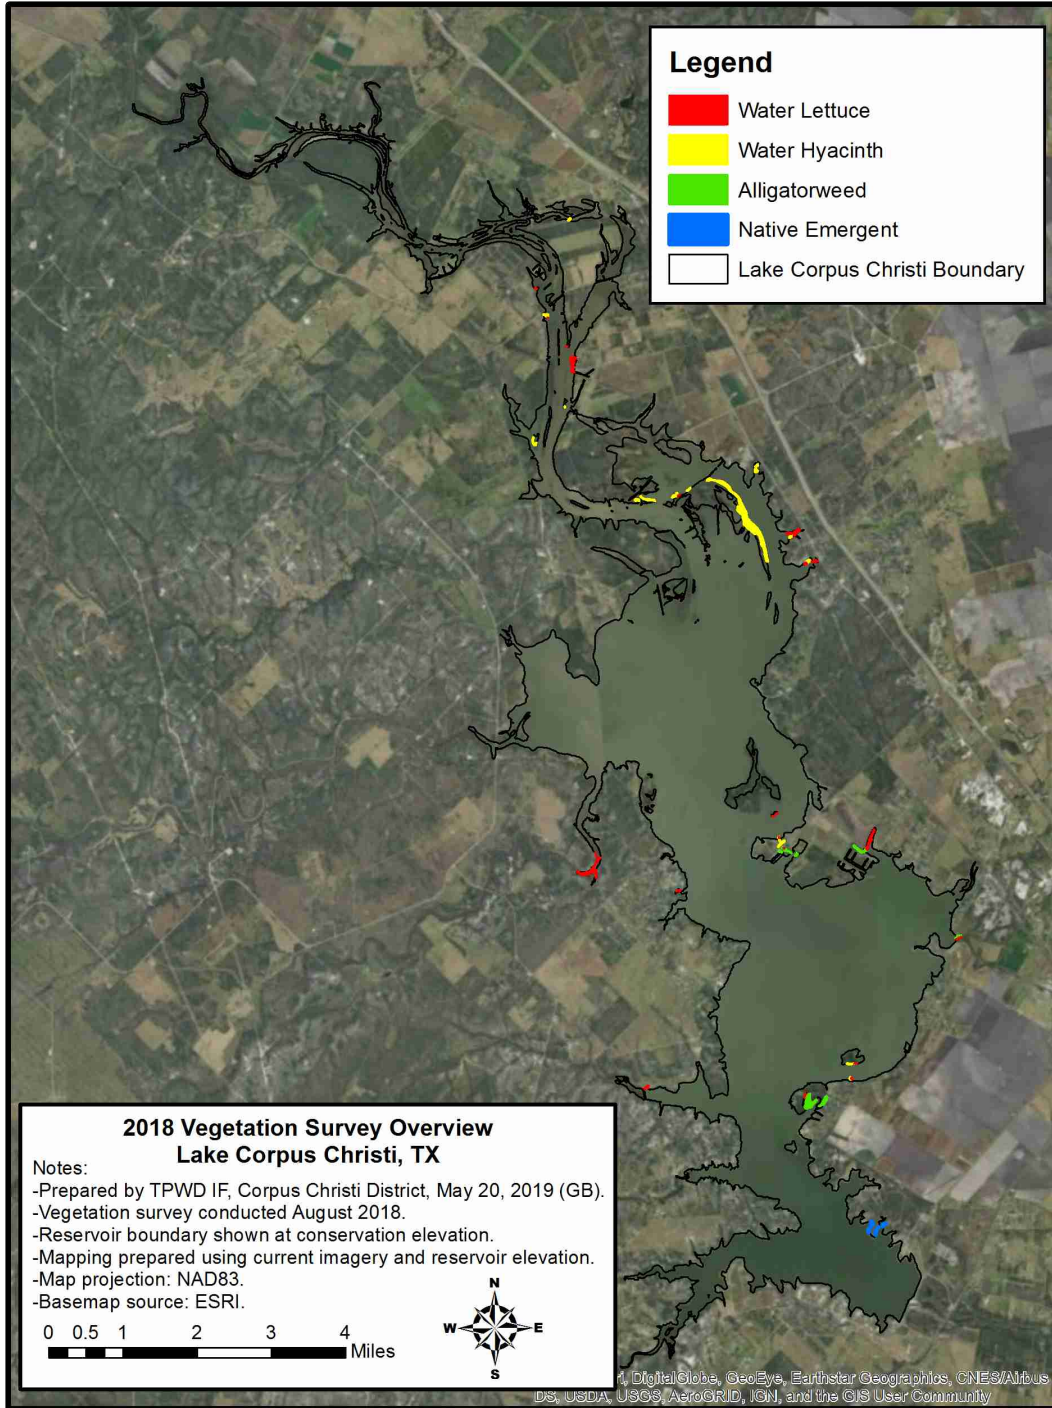 Legend
Water Lettuce
Water Hyacinth
Alligatorweed
Native Emergent
Lake Corpus Christi Boundary
2018 Vegetation Survey Overview
Lake Corpus Christi, TX
Notes:
-Prepared by TPWD IF, Corpus Christi District, May 20, 2019 (GB).
-Vegetation survey conducted August 2018.
-Reservoir boundary shown at conservation elevation.
-Mapping prepared using current imagery and reservoir elevation.
-Map projection: NAD83.
-Basemap source: ESRI.
0 0.5 1 2 3 4 Miles
N
W E
S
DigitalGlobe, GeoEye, Earthstar Geographics, CNES/Airbus
DS, USDA, USGS, AeroGRID, IGN, and the GIS User Community